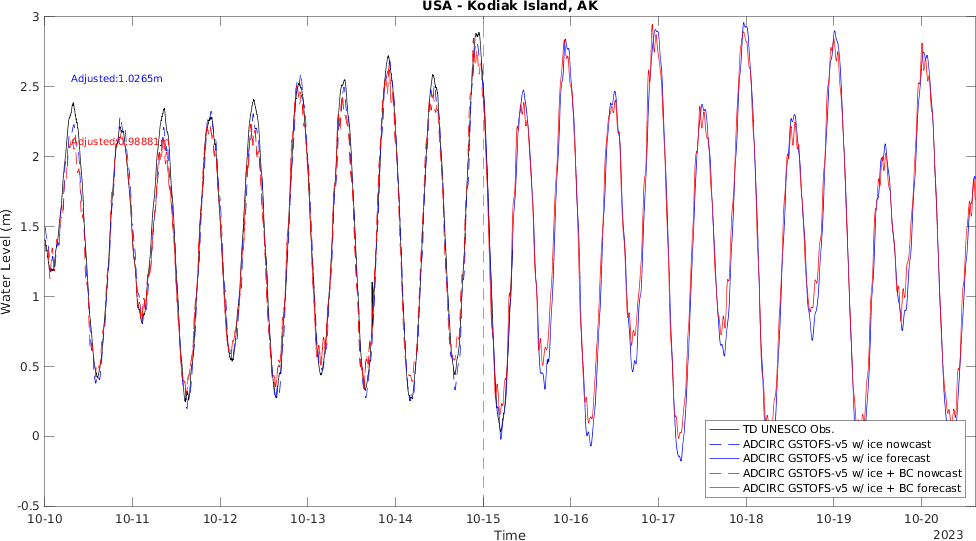 USA - Kodiak Island, AK
3
2.5
2
1.5
1
0.5
0
-0.5
Water Level (m)
Adjusted:1.0265m
Adjusted:0.98881
TD UNESCO Obs.
ADCIRC GSTOFS-v5 w/ ice nowcast
ADCIRC GSTOFS-v5 w/ ice forecast
ADCIRC GSTOFS-v5 w/ ice + BC nowcast
ADCIRC GSTOFS-v5 w/ ice + BC forecast
10-10 10-11 10-12 10-13 10-14 10-15 10-16 10-17 10-18 10-19 10-20
Time
2023